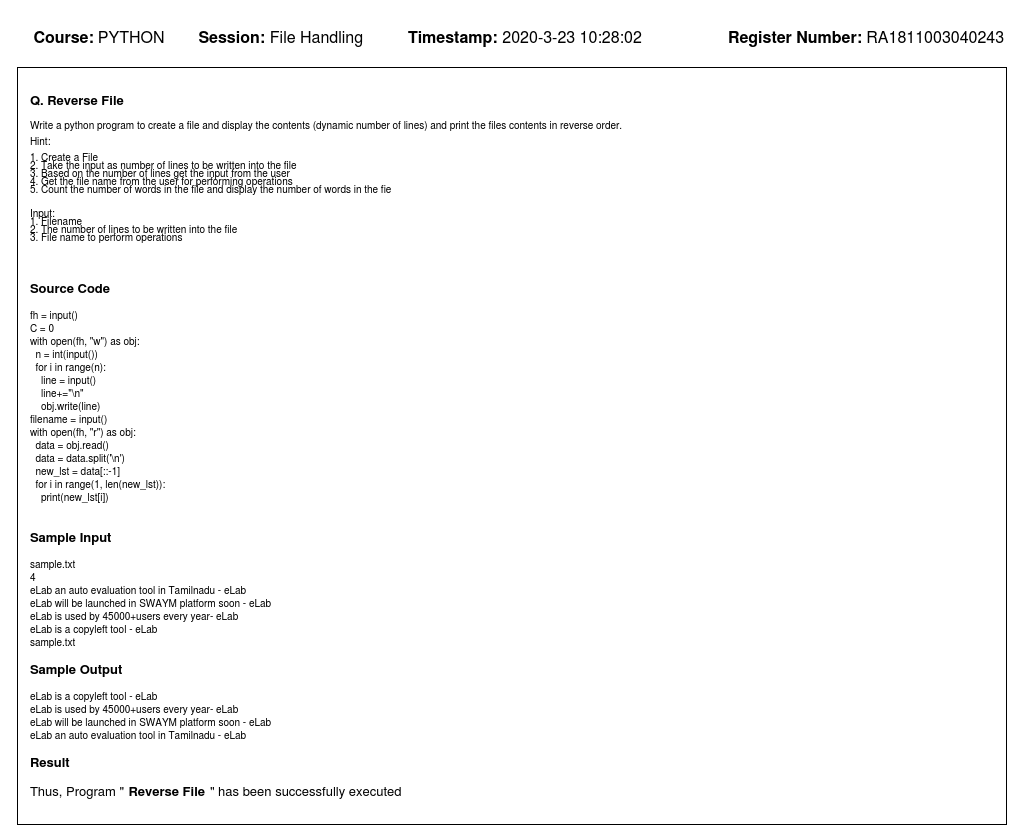 Course: PYTHON Session: File Handling Timestamp: 2020-3-23 10:28:02 Register Number: RA1811003040243
Q. Reverse File
Write a python program to create a file and display the contents (dynamic number of lines) and print the files contents in reverse order.
Hint:
1. Create a File
2. Take the input as number of lines to be written into the file
3. Based on the number of lines get the input from the user
4. Get the file name from the user for performing operations
5. Count the number of words in the file and display the number of words in the fie
Input:
1. Filename
2. The number of lines to be written into the file
3. File name to perform operations
Source Code
fh = input()
C = 0
with open(fh, "w") as obj:
  n = int(input())
  for i in range(n):
    line = input()
    line+="\n"
    obj.write(line)
filename = input()
with open(fh, "r") as obj:
  data = obj.read()
  data = data.split('\n')
  new_lst = data[::-1]
  for i in range(1, len(new_lst)):
    print(new_lst[i])
Sample Input
sample.txt
4
eLab an auto evaluation tool in Tamilnadu - eLab
eLab will be launched in SWAYM platform soon - eLab
eLab is used by 45000+users every year- eLab
eLab is a copyleft tool - eLab
sample.txt
Sample Output
eLab is a copyleft tool - eLab
eLab is used by 45000+users every year- eLab
eLab will be launched in SWAYM platform soon - eLab
eLab an auto evaluation tool in Tamilnadu - eLab
Result
Thus, Program " Reverse File " has been successfully executed